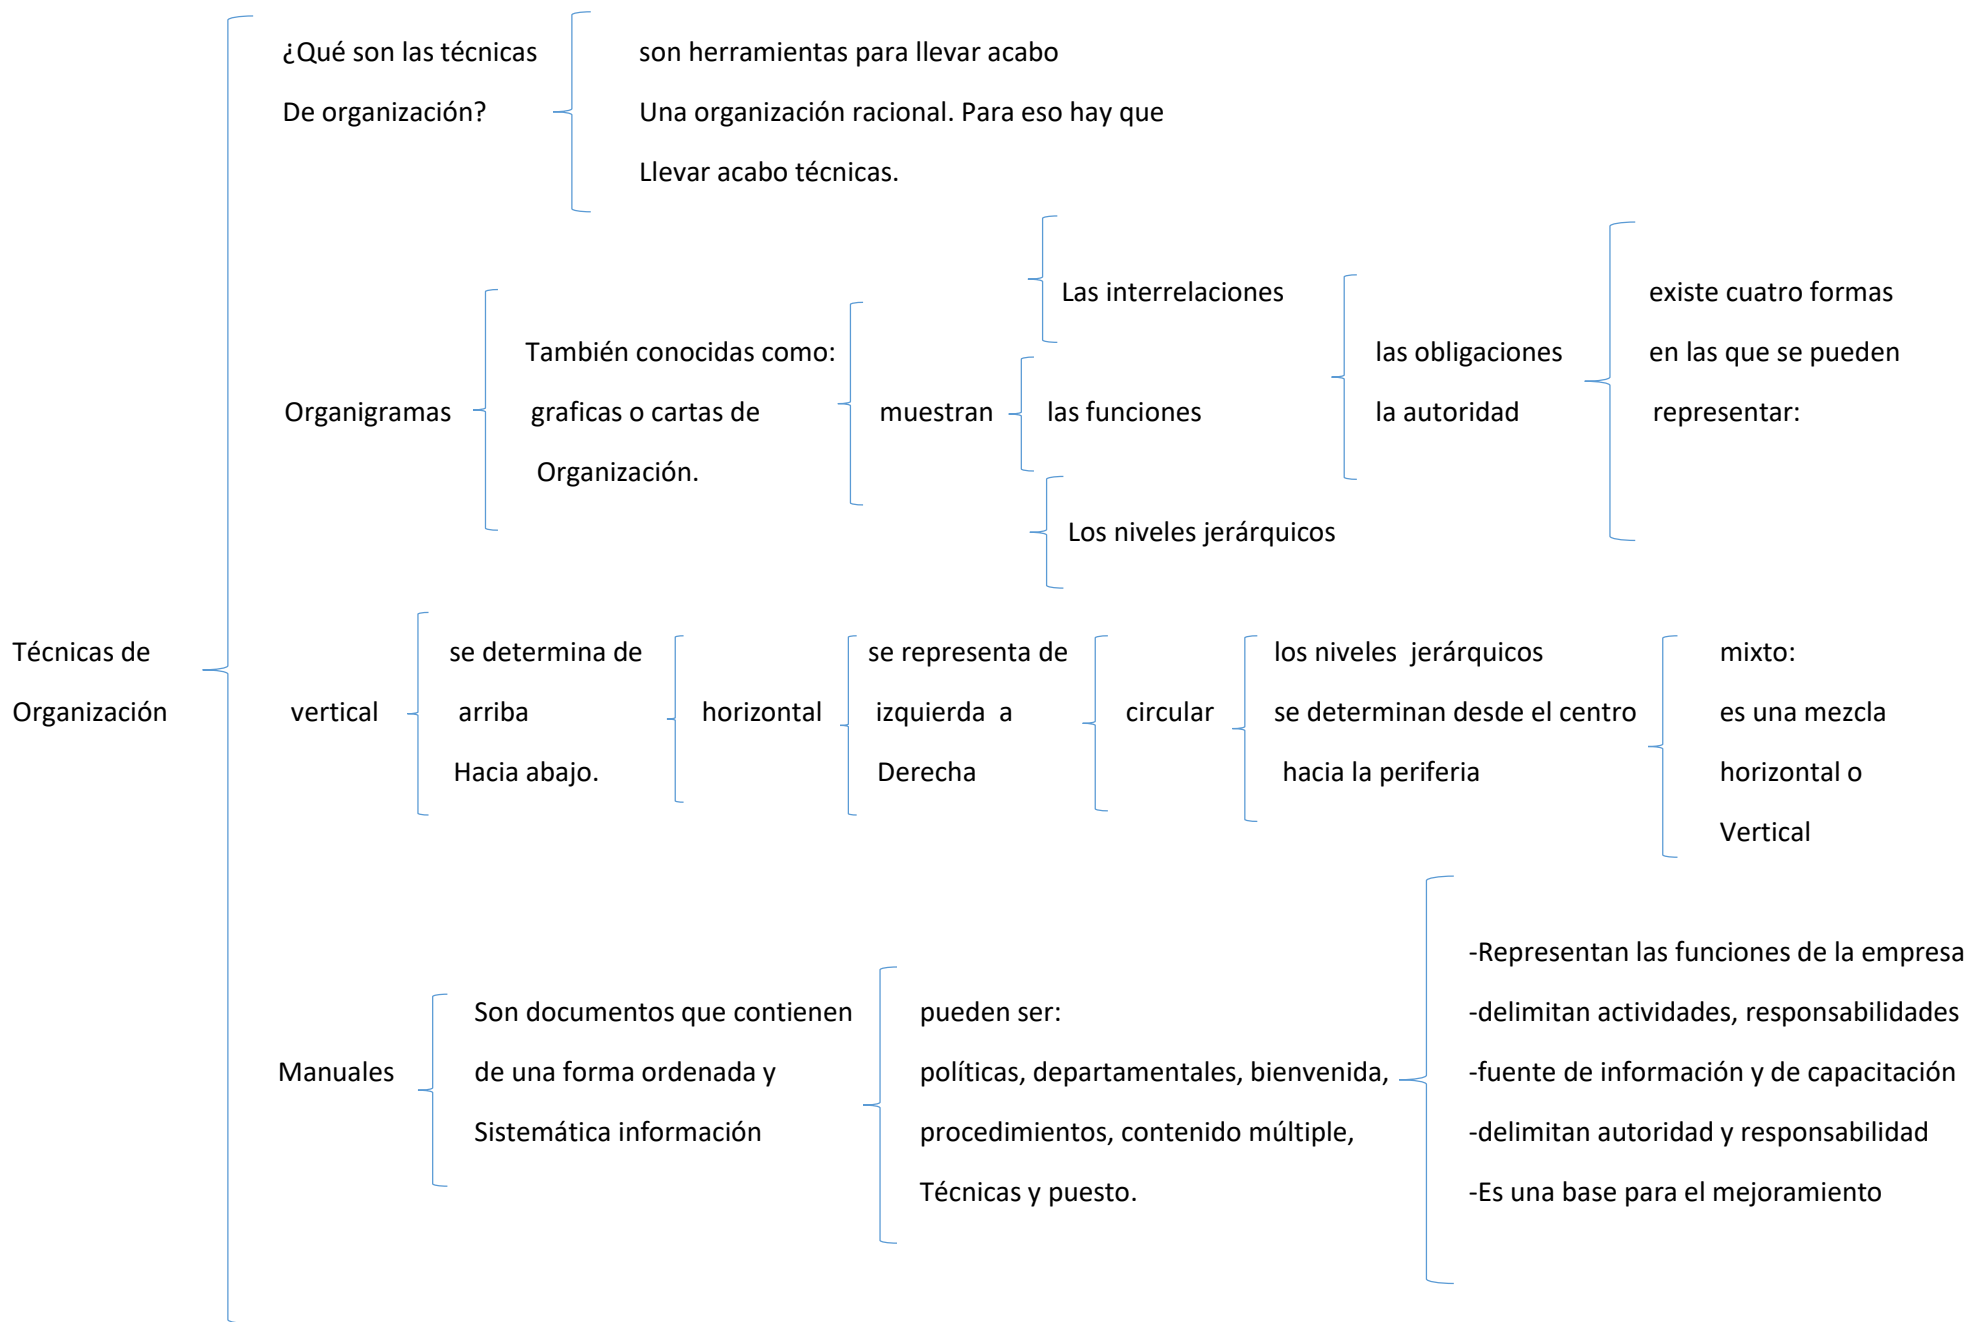 ¿Qué son las técnicas
De organización?
son herramientas para llevar acabo
Una organización racional. Para eso hay que
Llevar acabo técnicas.
Organigramas
También conocidas como:
graficas o cartas de
Organización.
muestran
Las interrelaciones
las funciones
Los niveles jerárquicos
las obligaciones
la autoridad
existe cuatro formas
en las que se pueden
representar:
Técnicas de
Organización
vertical
se determina de
arriba
Hacia abajo.
horizontal
se representa de
izquierda a
Derecha
circular
los niveles jerárquicos
se determinan desde el centro
hacia la periferia
mixto:
es una mezcla
horizontal o
Vertical
Manuales
Son documentos que contienen
de una forma ordenada y
Sistemática información
pueden ser:
políticas, departamentales, bienvenida,
procedimientos, contenido múltiple,
Técnicas y puesto.
-Representan las funciones de la empresa
-delimitan actividades, responsabilidades
-fuente de información y de capacitación
-delimitan autoridad y responsabilidad
-Es una base para el mejoramiento